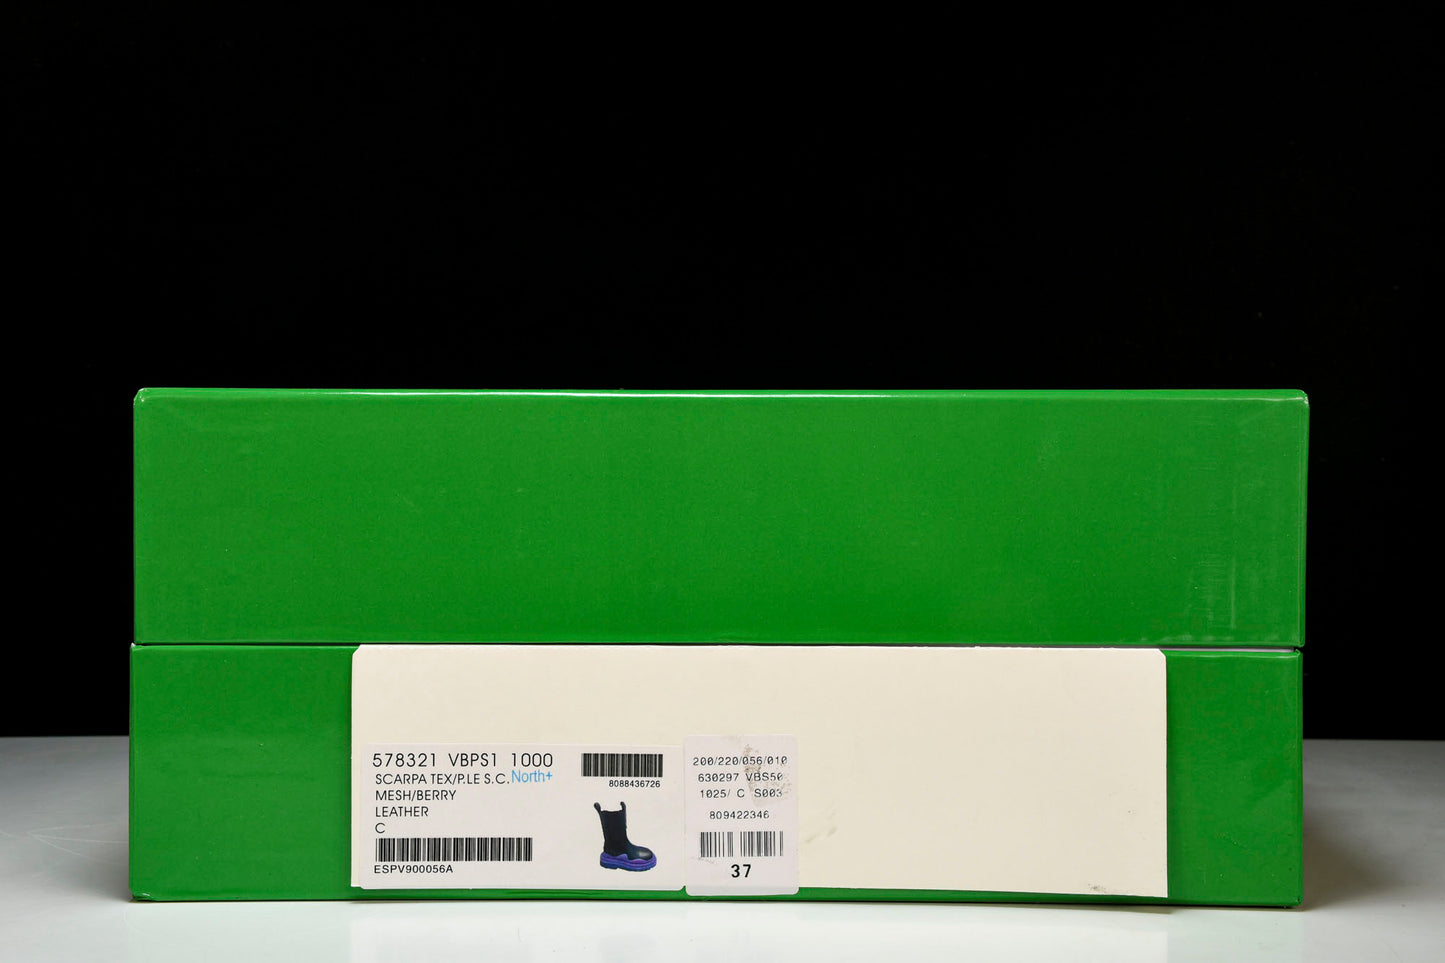 578321 VBPS1 1000
SCARPA TEX/P.LE S.C. North+
MESH/BERRY
LEATHER
C
ESPV900056A
8088436726
200/220/056/010
630297 VBS50
1025/ C S003
809422346
37